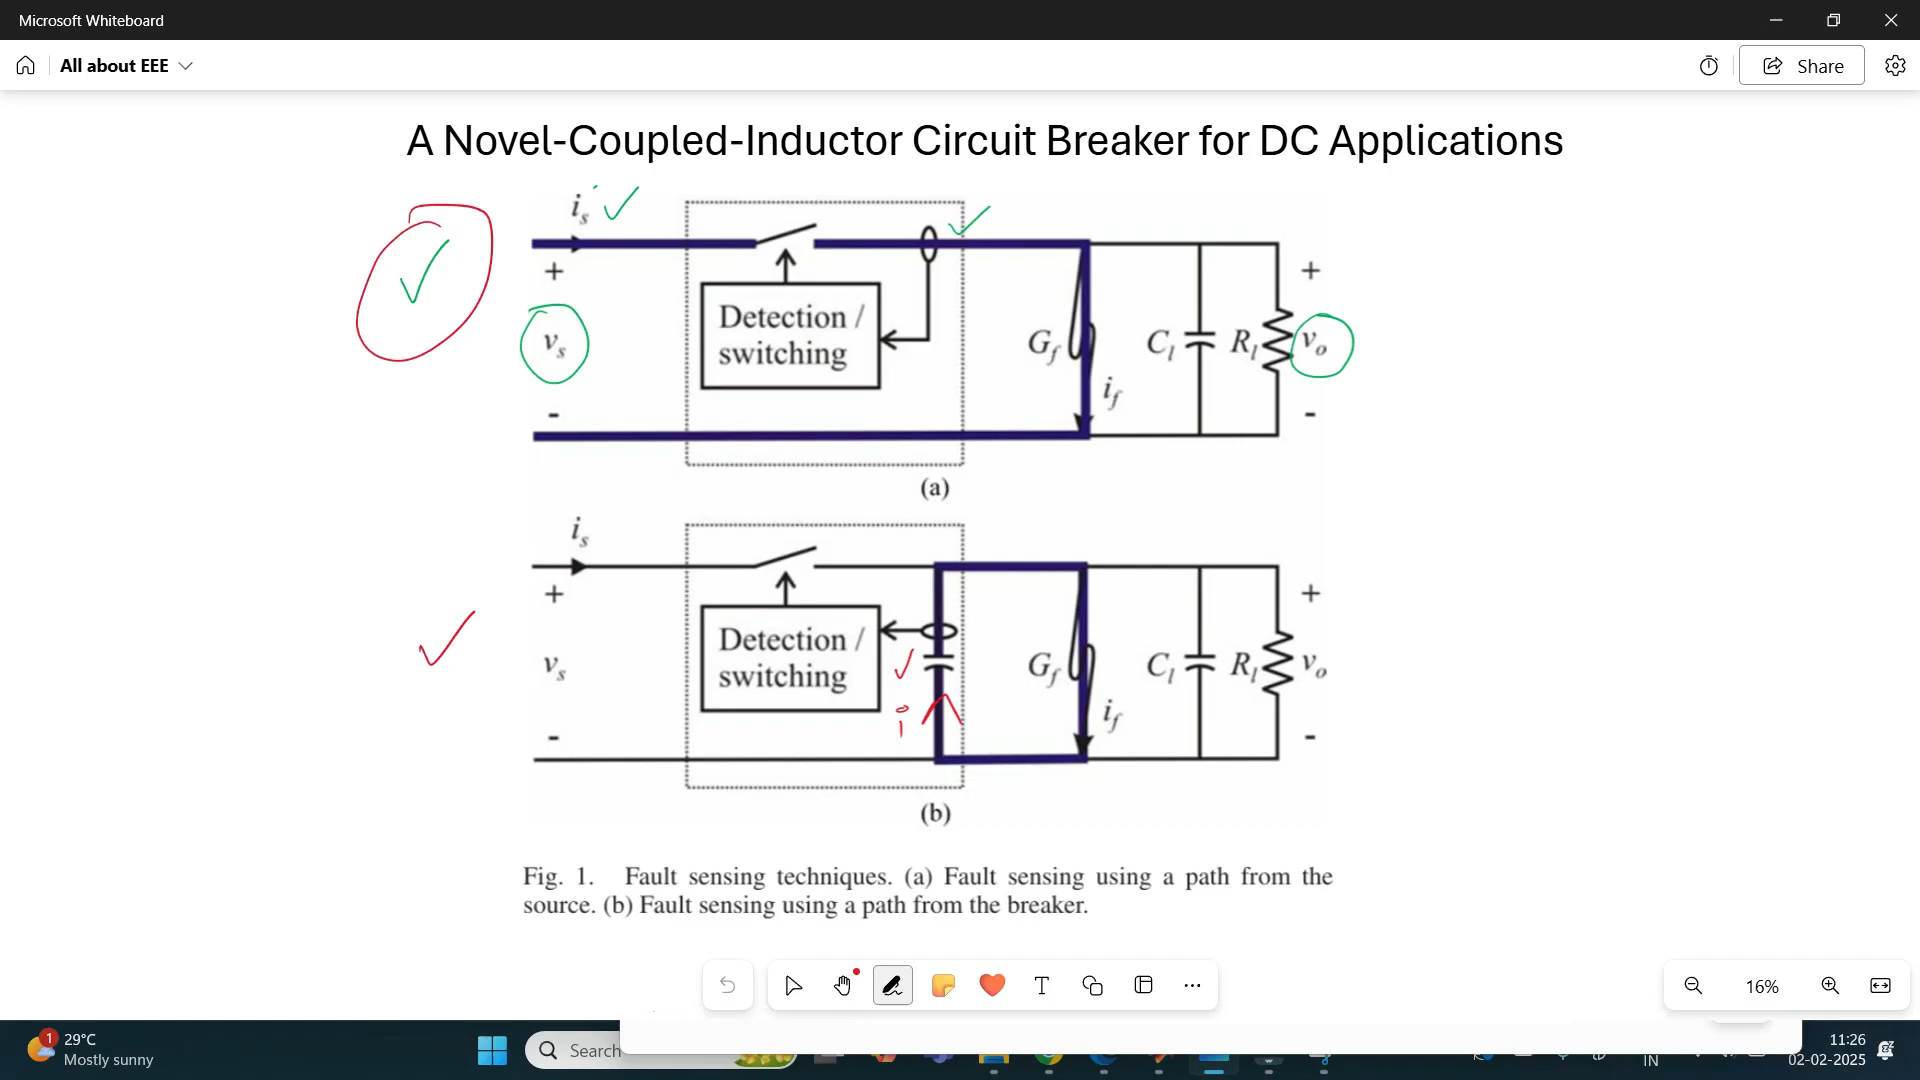 Microsoft Whiteboard
All about EEE
Share
A Novel-Coupled-Inductor Circuit Breaker for DC Applications
i_s
+
v_s
-
Detection /
switching
G_f
i_f
C_l
R_l
+
v_o
-
(a)
i_s
+
v_s
-
Detection /
switching
i
G_f
i_f
C_l
R_l
+
v_o
-
(b)
Fig. 1. Fault sensing techniques. (a) Fault sensing using a path from the
source. (b) Fault sensing using a path from the breaker.
T
16%
1
29°C
Mostly sunny
Search
IN
11:26
02-02-2025